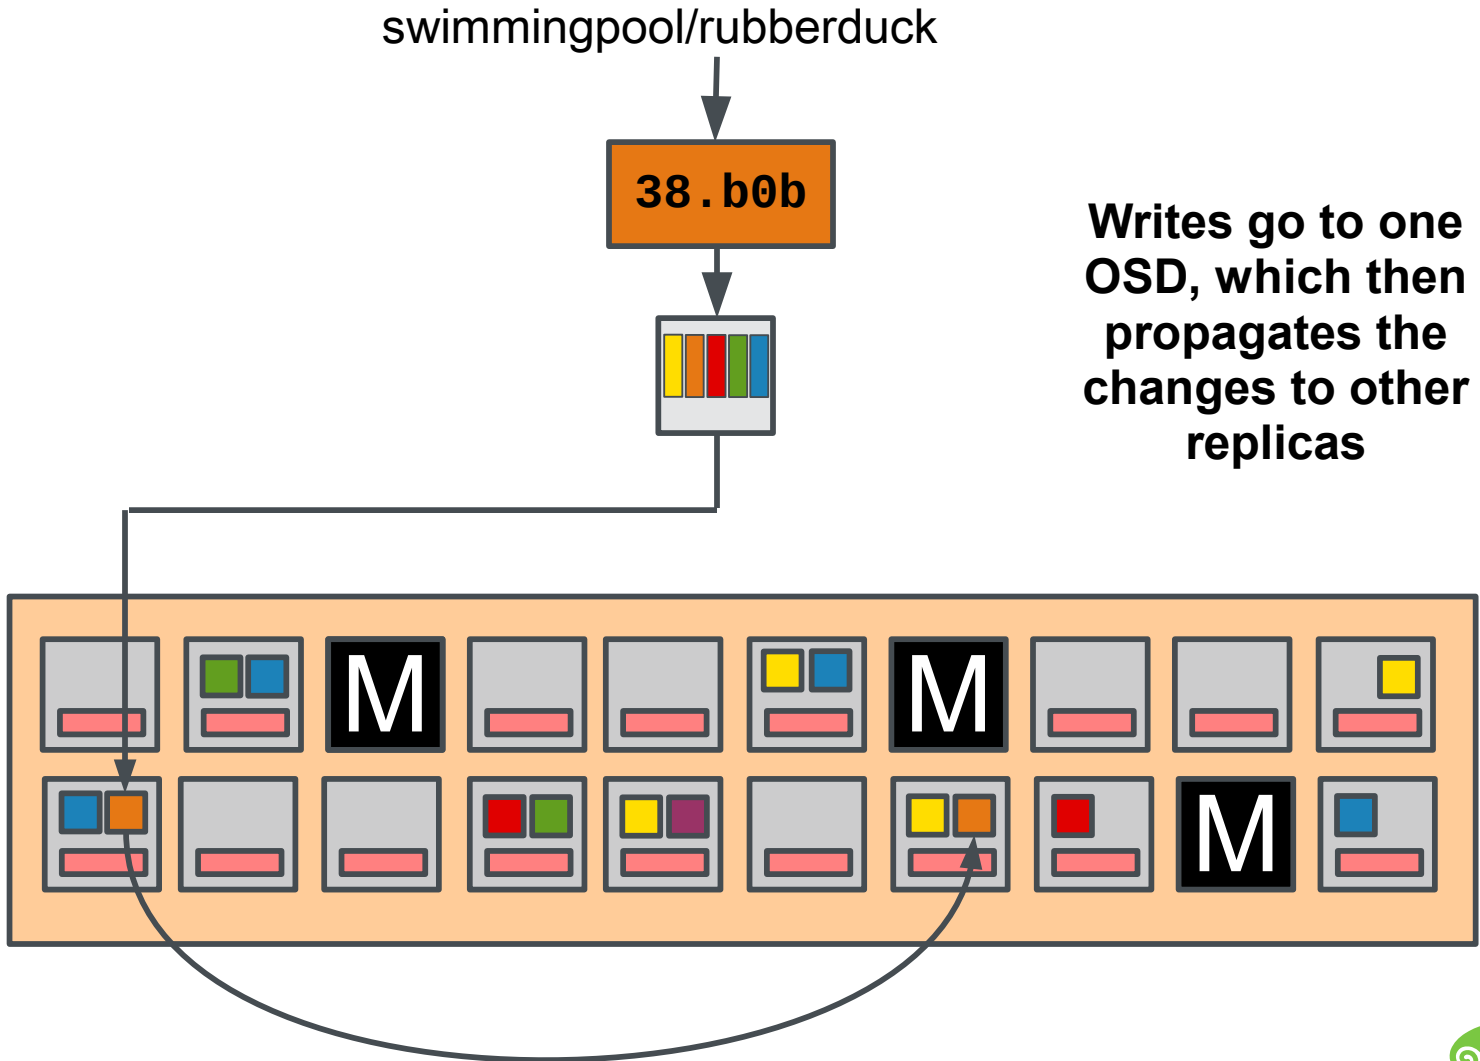 swimmingpool/rubberduck
38.b0b
Writes go to one
OSD, which then
propagates the
changes to other
replicas
M
M
M